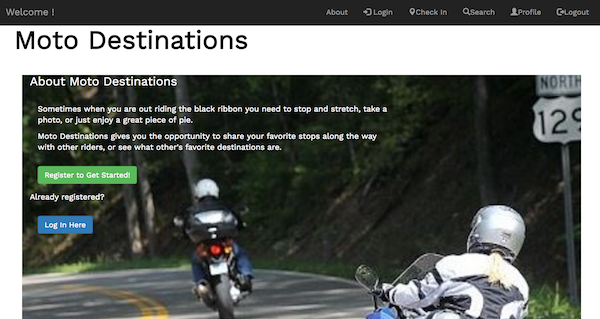 Welcome !
About
Login
Check In
Search
Profile
Logout
Moto Destinations
About Moto Destinations
Sometimes when you are out riding the black ribbon you need to stop and stretch, take a
photo, or just enjoy a great piece of pie.
Moto Destinations gives you the opportunity to share your favorite stops along the way
with other riders, or see what other's favorite destinations are.
Register to Get Started!
Already registered?
Log In Here
NORTH
129